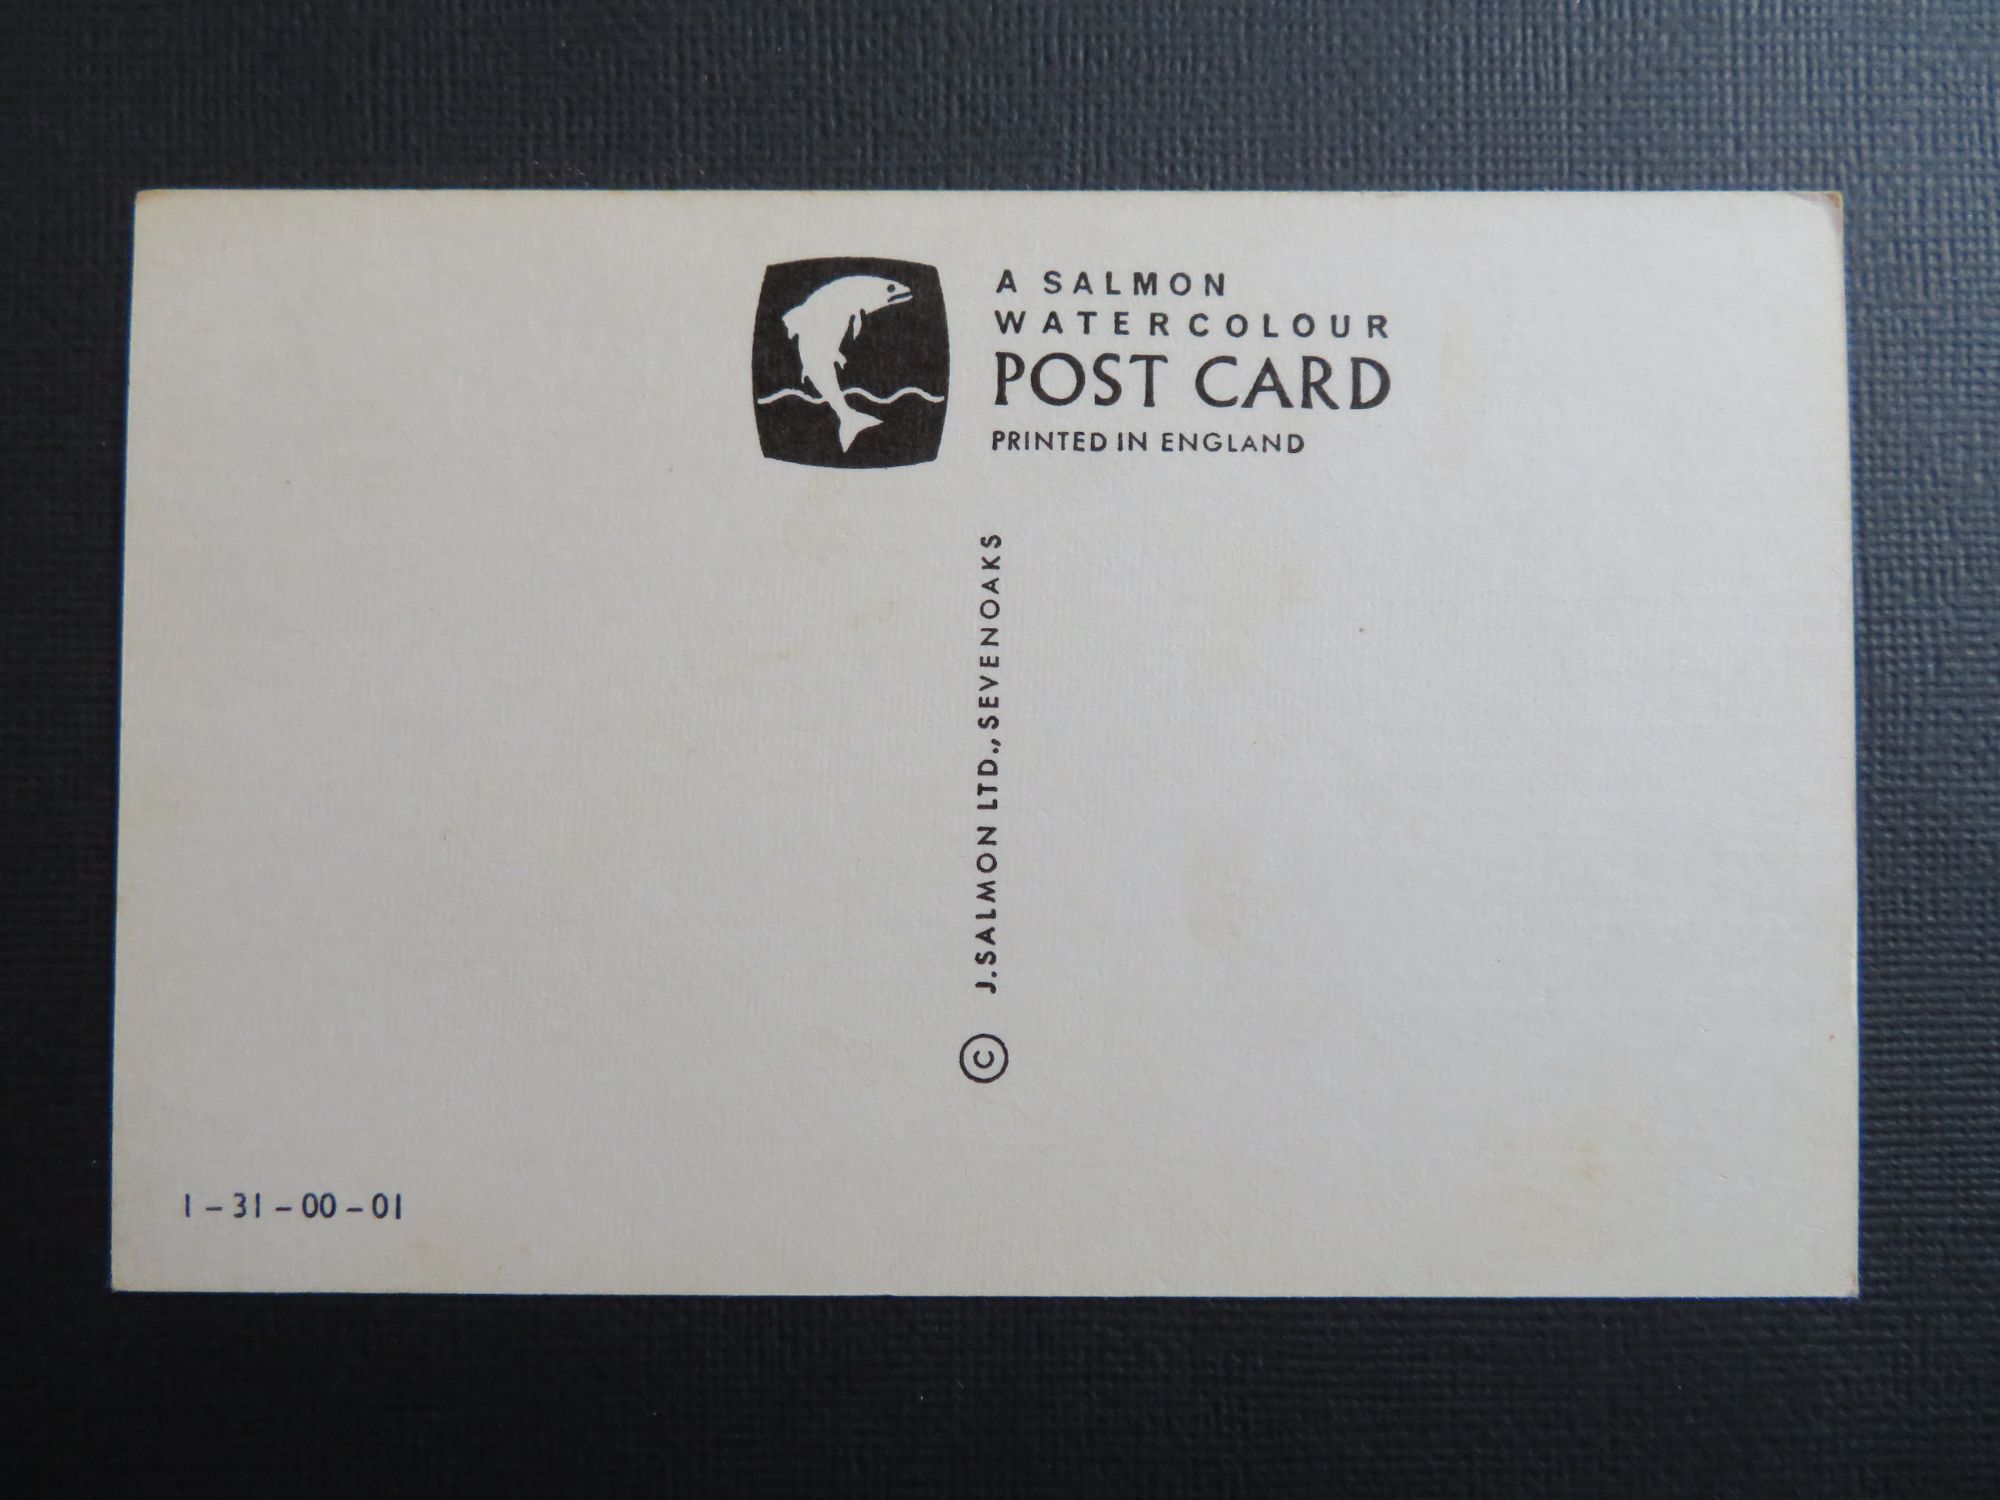 A SALMON
WATERCOLOUR
POST CARD
PRINTED IN ENGLAND
© J. SALMON LTD., SEVENOAKS
1-31-00-01